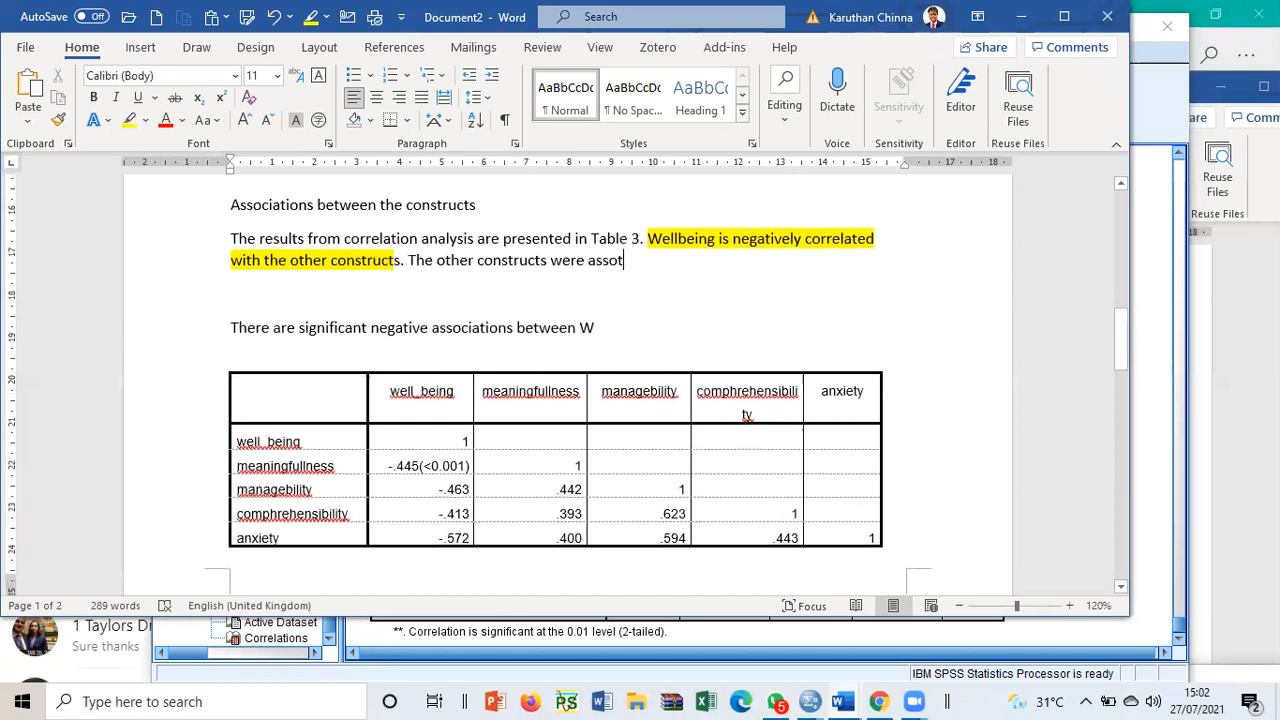 AutoSave Off
Document2 - Word
Search
Karuthan Chinna
File Home Insert Draw Design Layout References Mailings Review View Zotero Add-ins Help
Share Comments
Calibri (Body) 11
AaBbCcDc AaBbCcDc AaBbCc
¶ Normal ¶ No Spac... Heading 1
Paste
Editing Dictate Sensitivity Editor Reuse Files
Clipboard Font Paragraph Styles Voice Sensitivity Editor Reuse Files
Reuse Files
Reuse Files
Associations between the constructs
The results from correlation analysis are presented in Table 3. Wellbeing is negatively correlated
with the other constructs. The other constructs were assot
There are significant negative associations between W
well_being meaningfullness managebility comphrehensibili anxiety
ty
well_being 1
meaningfullness -.445(<0.001) 1
managebility -.463 .442 1
comphrehensibility -.413 .393 .623 1
anxiety -.572 .400 .594 .443 1
Page 1 of 2 289 words English (United Kingdom) Focus 120%
1 Taylors Dr
Sure thanks
Active Dataset
Correlations
**. Correlation is significant at the 0.01 level (2-tailed).
IBM SPSS Statistics Processor is ready
Type here to search
5
31°C
15:02
27/07/2021
2